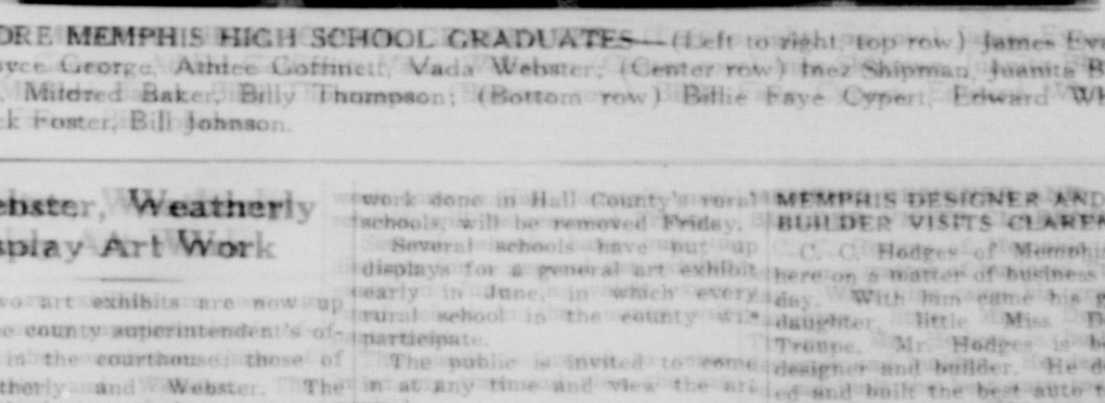 ORE MEMPHIS HIGH SCHOOL GRADUATES—(Left to right, top row) James Eva
oyce George, Athlee Goffinett, Vada Webster; (Center row) Inez Shipman, Juanita B
, Mildred Baker, Billy Thompson; (Bottom row) Billie Faye Cypert, Edward Wh
ck Foster, Bill Johnson.
ebster, Weatherly
splay Art Work
wo art exhibits are now up
e county superintendent's of-
in the courthouse, those of
therly and Webster. The
work done in Hall County's rural
schools, will be removed Friday.
Several schools have put up
displays for a general art exhibit
early in June, in which every
rural school in the county will
participate.
The public is invited to come
in at any time and view the art
MEMPHIS DESIGNER AND
BUILDER VISITS CLAREN
C. C. Hodges of Memphis
here on a matter of business
day. With him came his g
daughter, little Miss
Troupe. Mr. Hodges is
designer and builder. He d
ed and built the best auto t